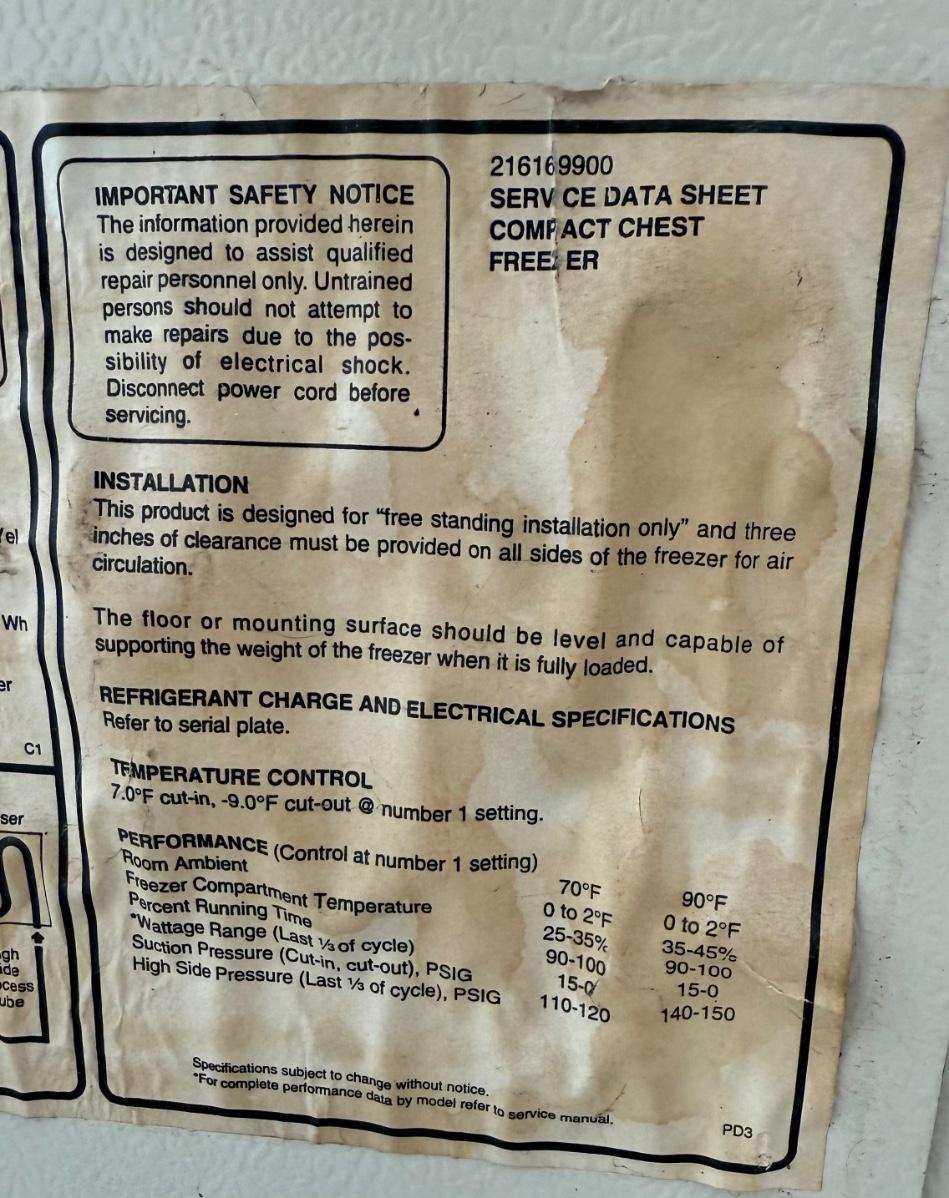 216169900
SERV CE DATA SHEET
COMPACT CHEST
FREE ER
IMPORTANT SAFETY NOTICE
The information provided herein
is designed to assist qualified
repair personnel only. Untrained
persons should not attempt to
make repairs due to the pos-
sibility of electrical shock.
Disconnect power cord before
servicing.
INSTALLATION
This product is designed for "free standing installation only" and three
inches of clearance must be provided on all sides of the freezer for air
circulation.
The floor or mounting surface should be level and capable of
supporting the weight of the freezer when it is fully loaded.
REFRIGERANT CHARGE AND ELECTRICAL SPECIFICATIONS
Refer to serial plate.
TEMPERATURE CONTROL
7.0°F cut-in, -9.0°F cut-out @ number 1 setting.
PERFORMANCE (Control at number 1 setting)
Room Ambient 70°F 90°F
Freezer Compartment Temperature 0 to 2°F 0 to 2°F
Percent Running Time 25-35% 35-45%
*Wattage Range (Last ⅓ of cycle) 90-100 90-100
Suction Pressure (Cut-in, cut-out), PSIG 15-0 15-0
High Side Pressure (Last ⅓ of cycle), PSIG 110-120 140-150
Specifications subject to change without notice.
*For complete performance data by model refer to service manual.
PD3
Yel
Wh
er
C1
ser
gh
ide
ocess
ube